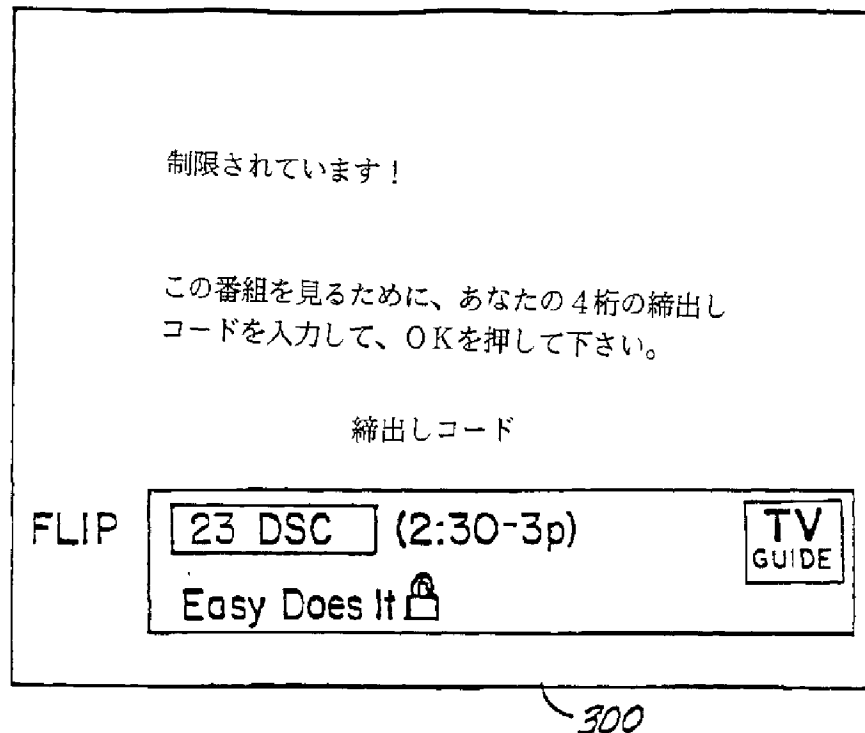 制限されています！
この番組を見るために、あなたの４桁の締出し
コードを入力して、ＯＫを押して下さい。
締出しコード
FLIP
23 DSC (2:30-3p)
TV
GUIDE
Easy Does It
300